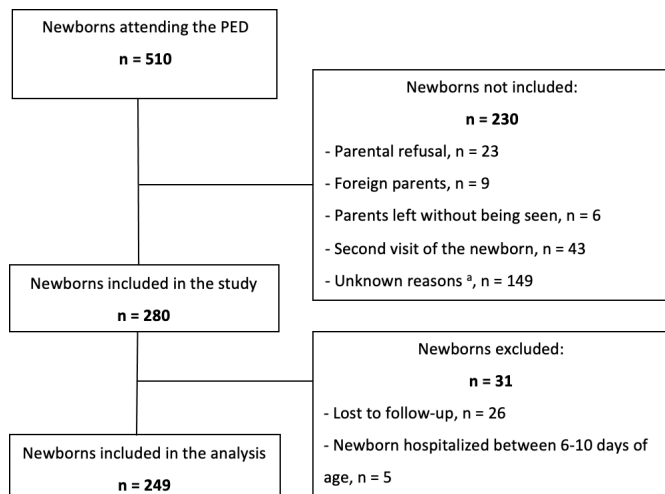 Newborns attending the PED
n = 510
Newborns not included:
n = 230
- Parental refusal, n = 23
- Foreign parents, n = 9
- Parents left without being seen, n = 6
- Second visit of the newborn, n = 43
- Unknown reasons ª, n = 149
Newborns included in the study
n = 280
Newborns excluded:
n = 31
- Lost to follow-up, n = 26
- Newborn hospitalized between 6-10 days of
age, n = 5
Newborns included in the analysis
n = 249